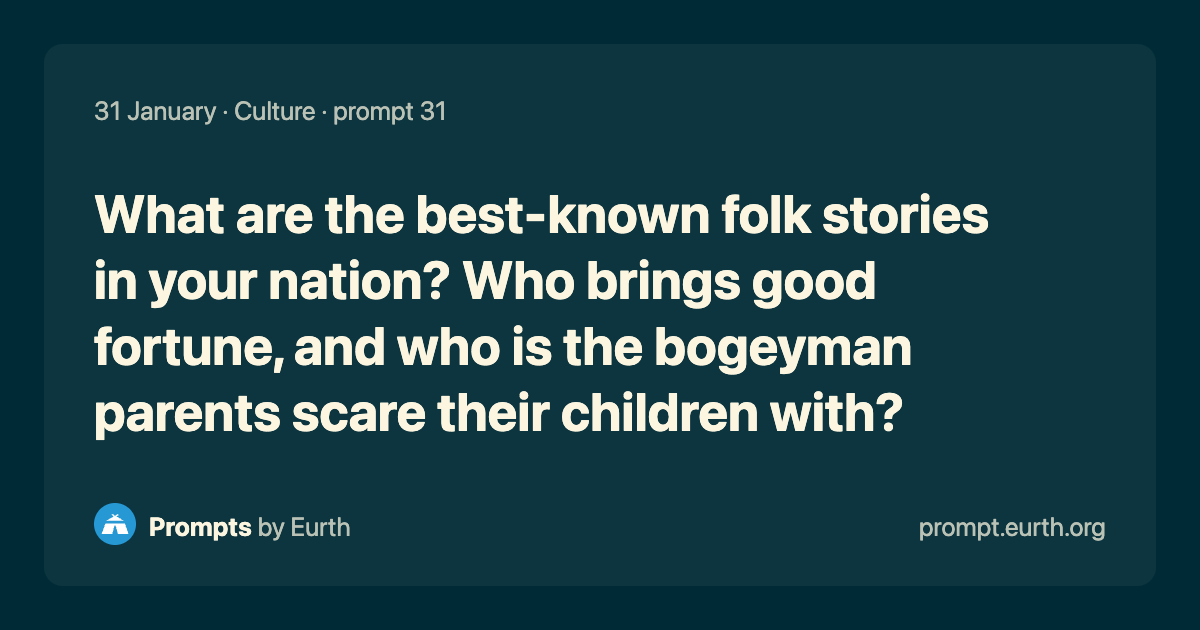 31 January · Culture · prompt 31
What are the best-known folk stories
in your nation? Who brings good
fortune, and who is the bogeyman
parents scare their children with?
Prompts by Eurth
prompt.eurth.org